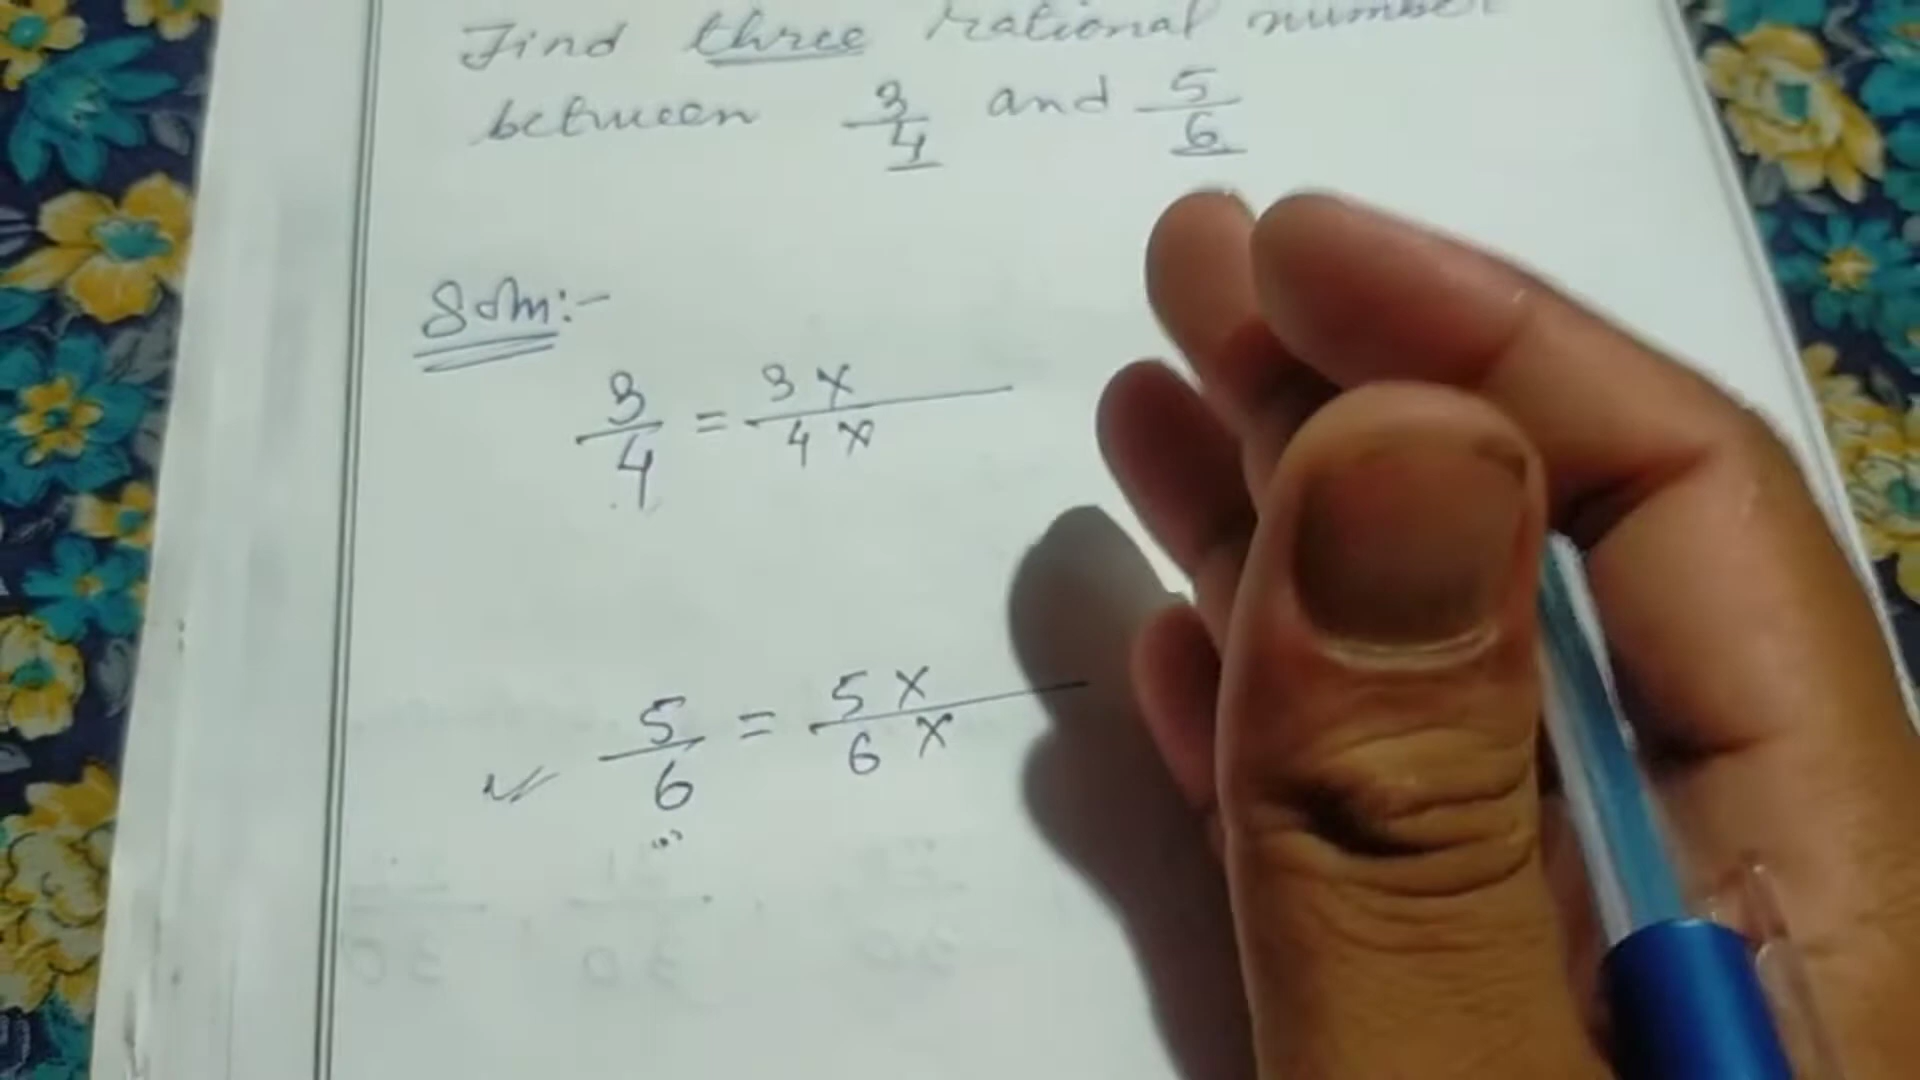 Find three rational number
between 3/4 and 5/6
Soln:-
3/4 = 3 x / 4 x
5/6 = 5 x / 6 x